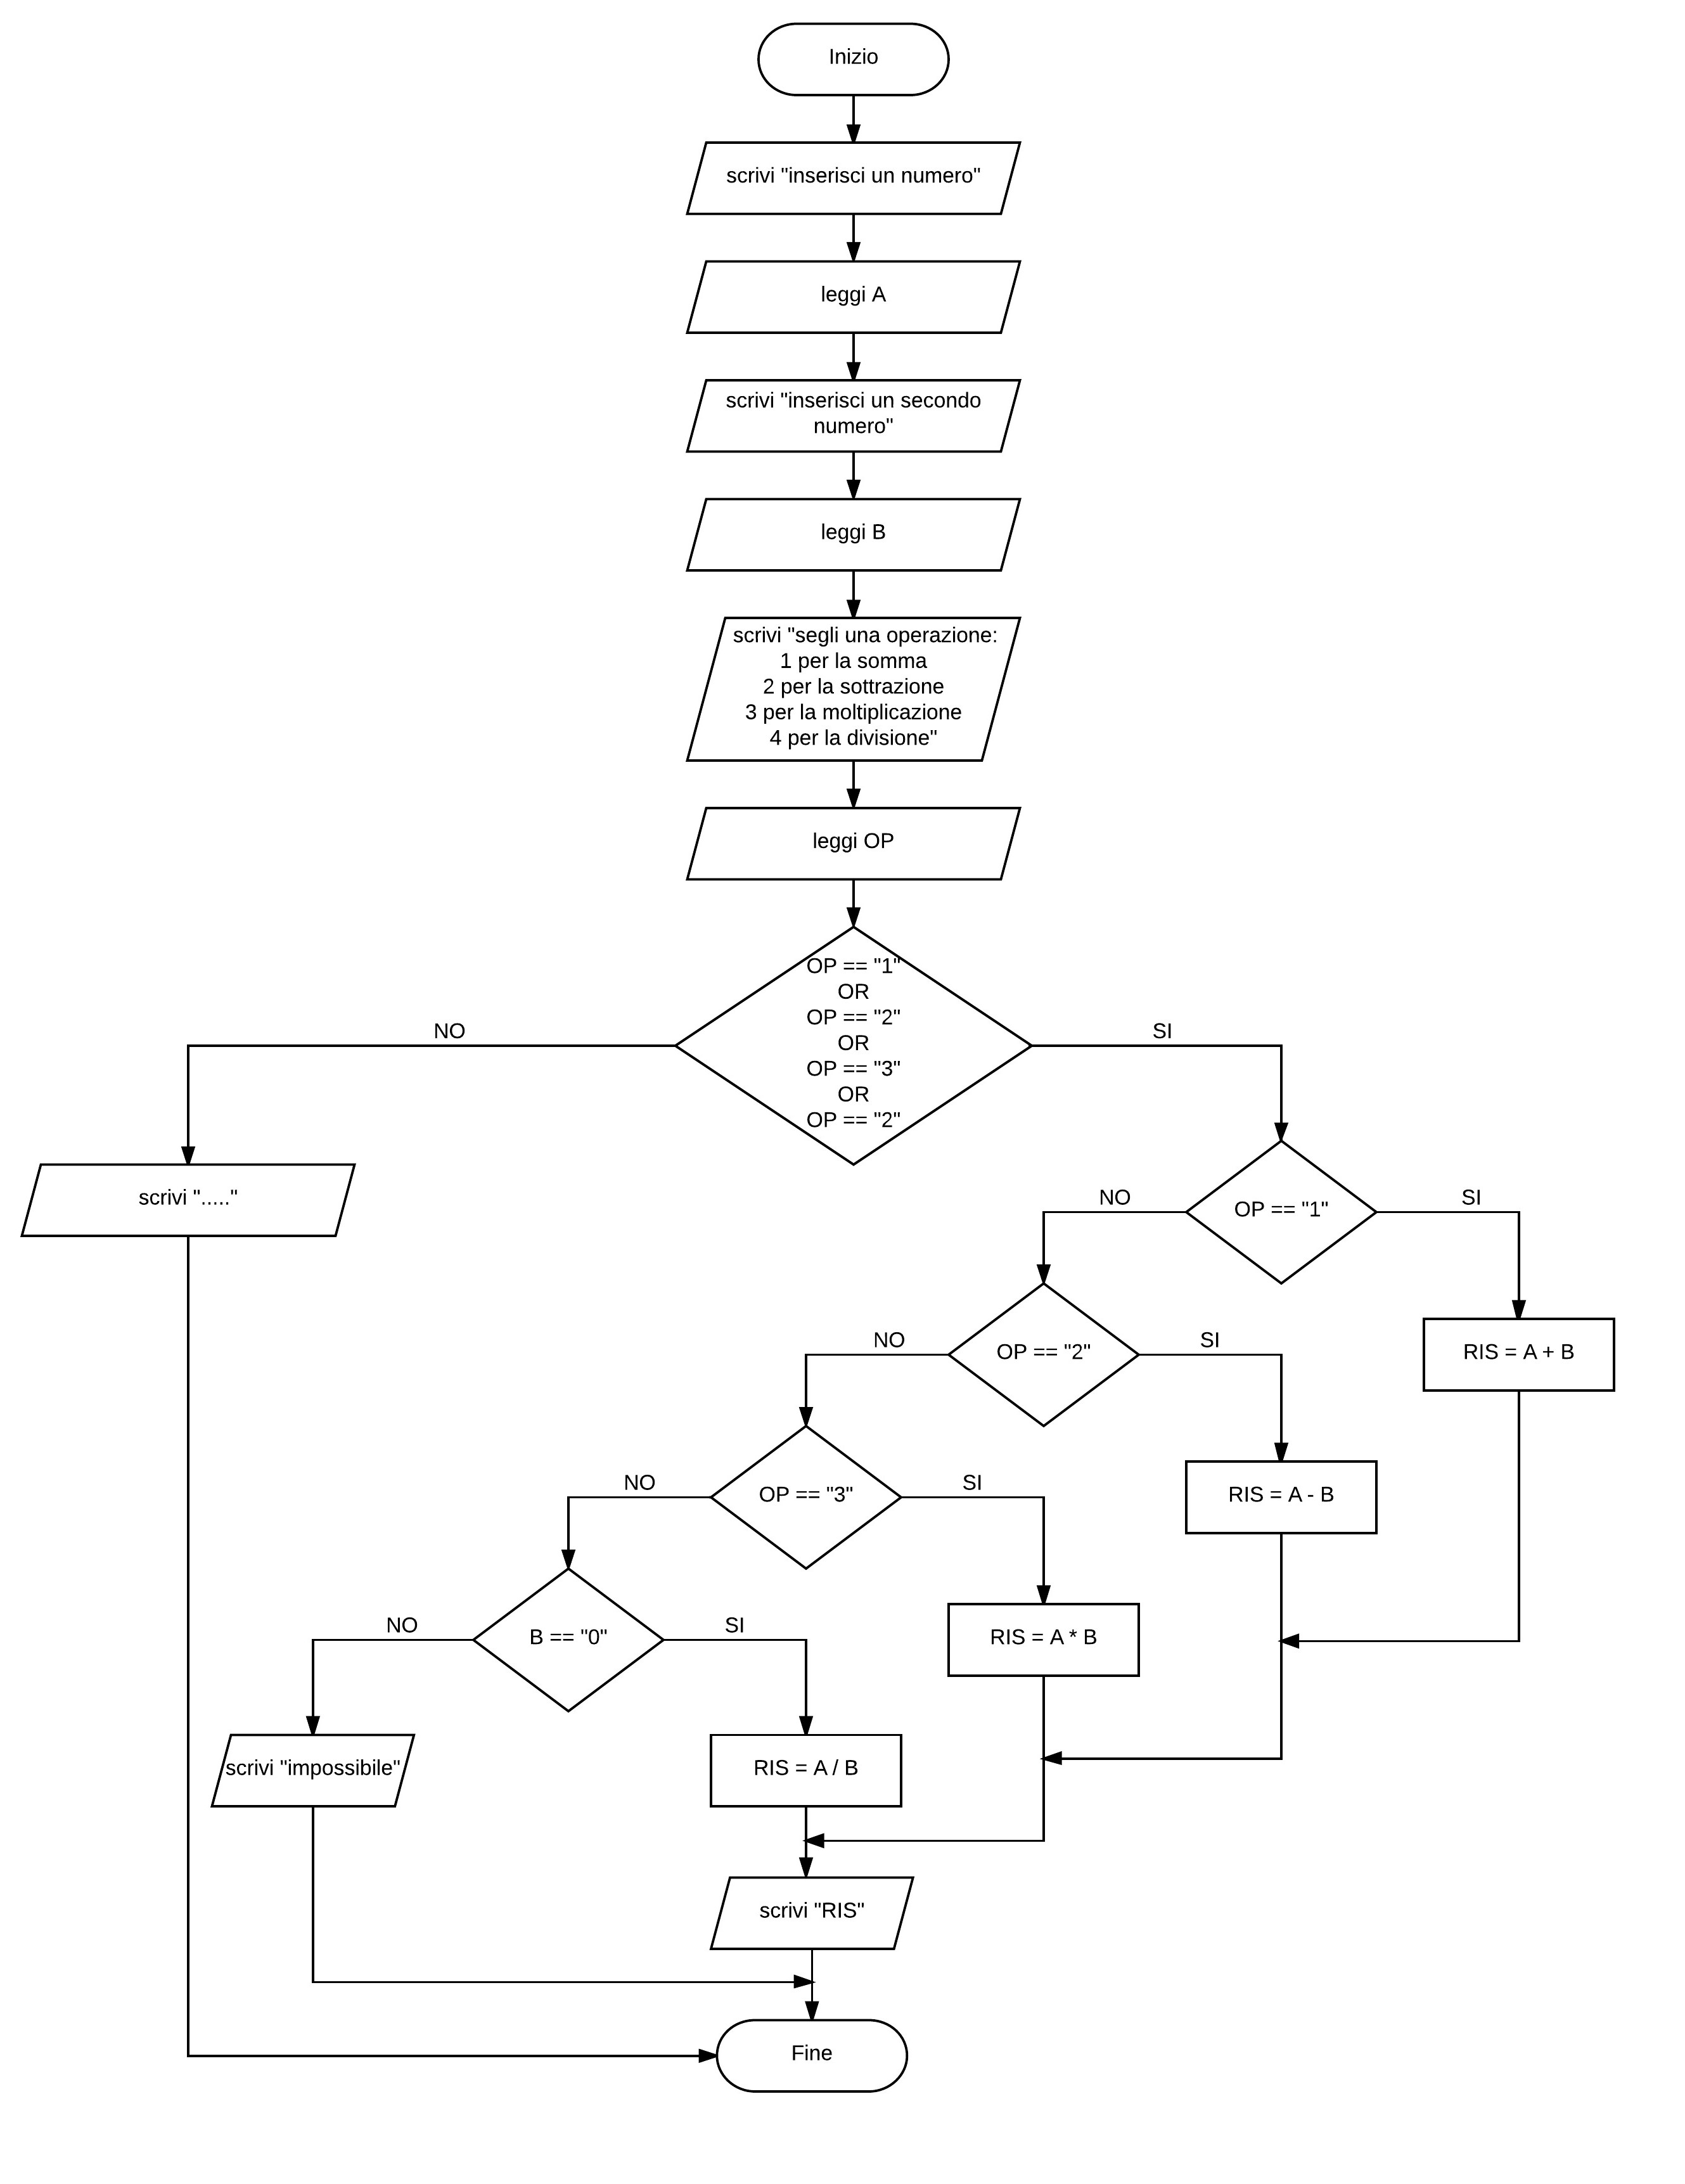 Inizio
scrivi "inserisci un numero"
leggi A
scrivi "inserisci un secondo
numero"
leggi B
scrivi "segli una operazione:
1 per la somma
2 per la sottrazione
3 per la moltiplicazione
4 per la divisione"
leggi OP
OP == "1"
OR
OP == "2"
OR
OP == "3"
OR
OP == "2"
NO
SI
scrivi "....."
OP == "1"
NO
SI
RIS = A + B
OP == "2"
NO
SI
RIS = A - B
OP == "3"
NO
SI
RIS = A * B
B == "0"
NO
SI
scrivi "impossibile"
RIS = A / B
scrivi "RIS"
Fine